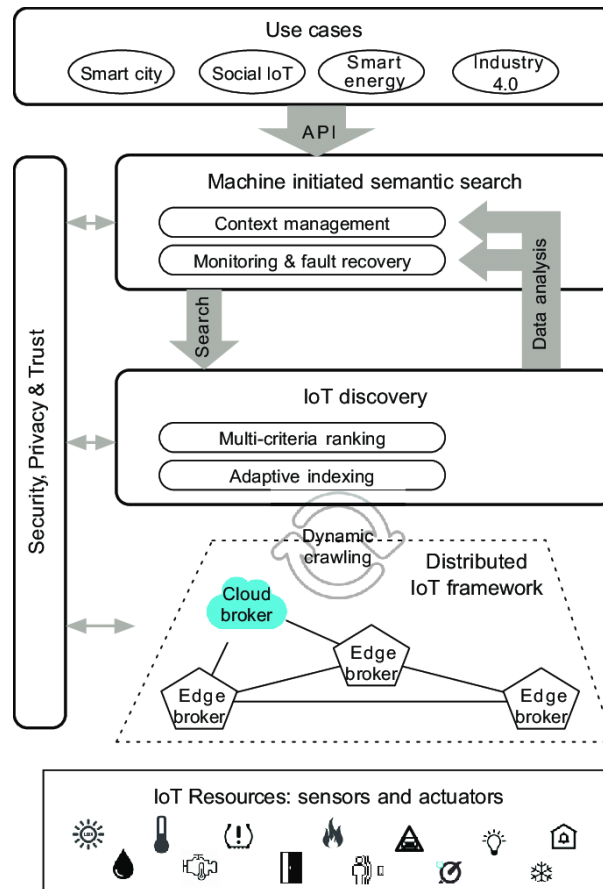 Use cases
Smart city
Social IoT
Smart
energy
Industry
4.0
API
Security, Privacy & Trust
Machine initiated semantic search
Context management
Monitoring & fault recovery
Search
Data analysis
IoT discovery
Multi-criteria ranking
Adaptive indexing
Dynamic
crawling
Distributed
IoT framework
Cloud
broker
Edge
broker
Edge
broker
Edge
broker
IoT Resources: sensors and actuators
LUX